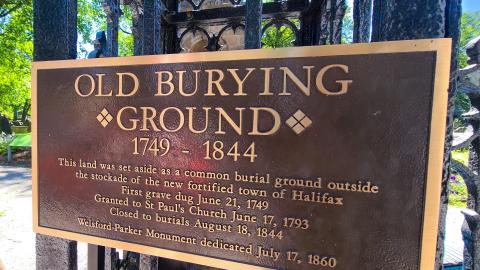 OLD BURYING
GROUND
1749 - 1844
This land was set aside as a common burial ground outside
the stockade of the new fortified town of Halifax
First grave dug June 21, 1749
Granted to St Paul's Church June 17, 1793
Closed to burials August 18, 1844
Welsford-Parker Monument dedicated July 17, 1860